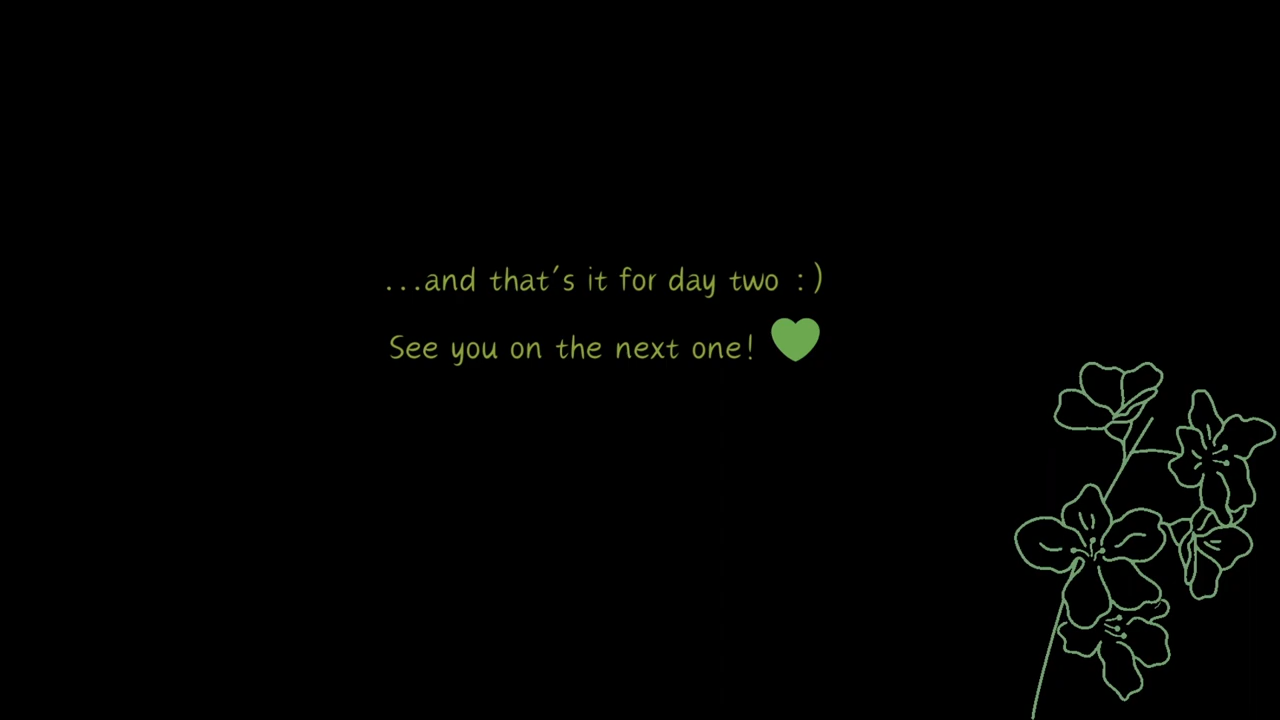 ...and that's it for day two :)
See you on the next one! 💚